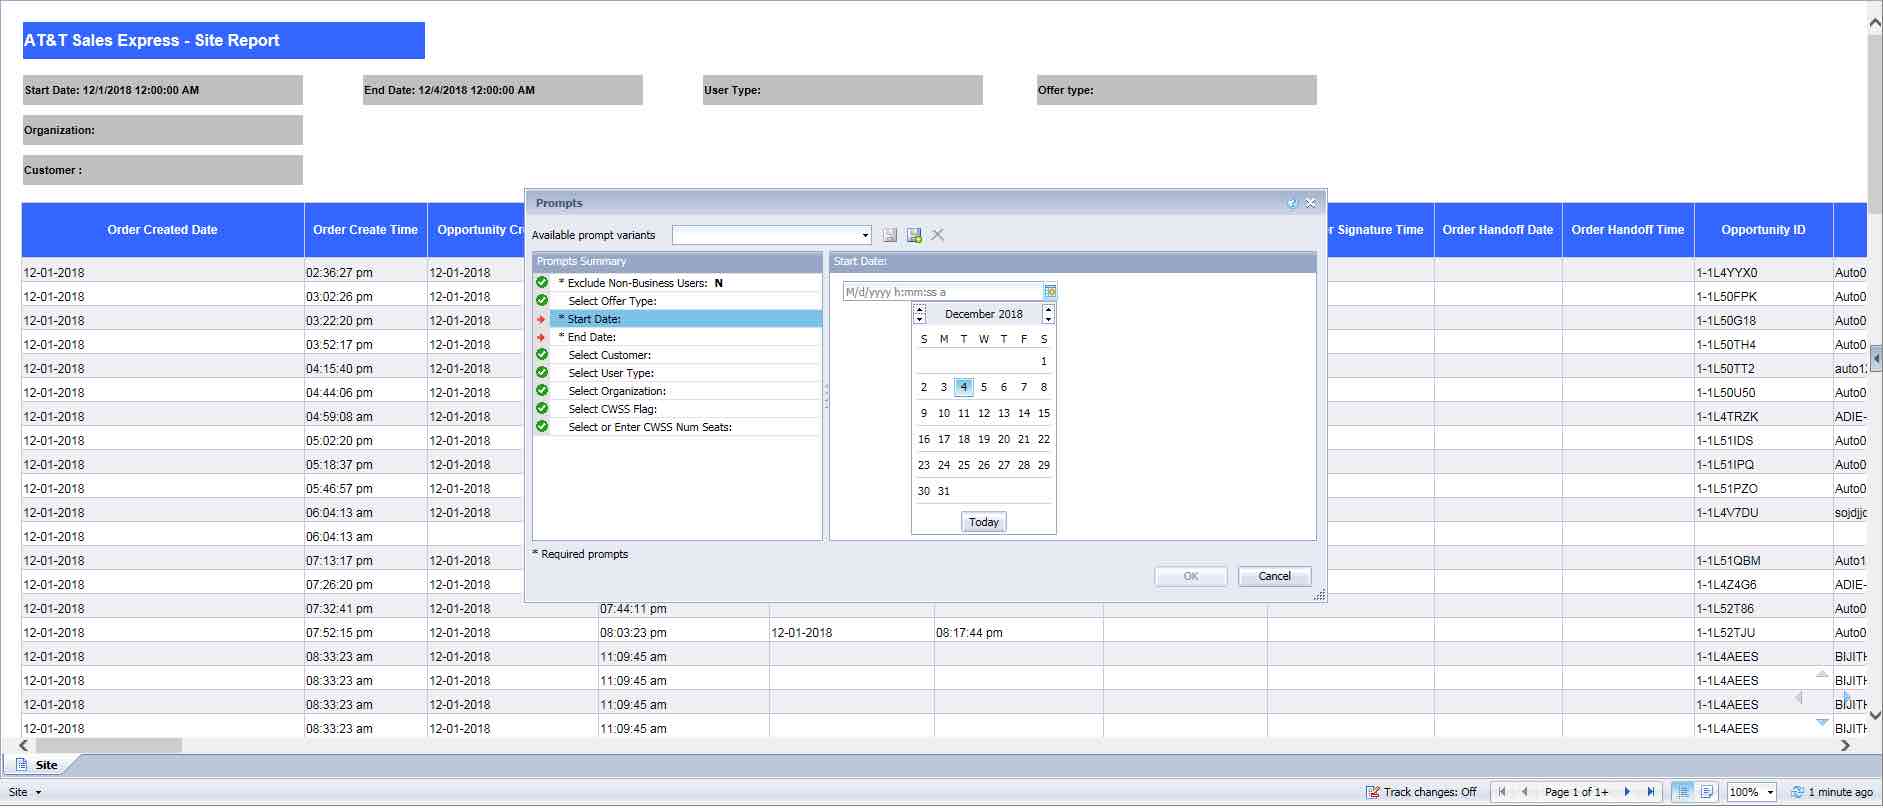 AT&T Sales Express - Site Report
Start Date: 12/1/2018 12:00:00 AM End Date: 12/4/2018 12:00:00 AM User Type: Offer type:
Organization:
Customer :
Order Created Date Order Create Time Opportunity Cr r Signature Time Order Handoff Date Order Handoff Time Opportunity ID
12-01-2018 02:36:27 pm 12-01-2018 1-1L4YYX0 Auto0
12-01-2018 03:02:26 pm 12-01-2018 1-1L50FPK Auto0
12-01-2018 03:22:20 pm 12-01-2018 1-1L50G18 Auto0
12-01-2018 03:52:17 pm 12-01-2018 1-1L50TH4 Auto0
12-01-2018 04:15:40 pm 12-01-2018 1-1L50TT2 auto1
12-01-2018 04:44:06 pm 12-01-2018 1-1L50U50 Auto0
12-01-2018 04:59:08 am 12-01-2018 1-1L4TRZK ADIE-
12-01-2018 05:02:20 pm 12-01-2018 1-1L51IDS Auto0
12-01-2018 05:18:37 pm 12-01-2018 1-1L51IPQ Auto0
12-01-2018 05:46:57 pm 12-01-2018 1-1L51PZO Auto0
12-01-2018 06:04:13 am 12-01-2018 1-1L4V7DU sojdjjc
12-01-2018 06:04:13 am
12-01-2018 07:13:17 pm 12-01-2018 1-1L51QBM Auto1
12-01-2018 07:26:20 pm 12-01-2018 1-1L4Z4G6 ADIE-
12-01-2018 07:32:41 pm 12-01-2018 07:44:11 pm 1-1L52T86 Auto0
12-01-2018 07:52:15 pm 12-01-2018 08:03:23 pm 12-01-2018 08:17:44 pm 1-1L52TJU Auto0
12-01-2018 08:33:23 am 12-01-2018 11:09:45 am 1-1L4AEES BIJITH
12-01-2018 08:33:23 am 12-01-2018 11:09:45 am 1-1L4AEES BIJITH
12-01-2018 08:33:23 am 12-01-2018 11:09:45 am 1-1L4AEES BIJITH
12-01-2018 08:33:23 am 12-01-2018 11:09:45 am 1-1L4AEES BIJITH
Prompts
Available prompt variants
Prompts Summary
* Exclude Non-Business Users: N
Select Offer Type:
* Start Date:
* End Date:
Select Customer:
Select User Type:
Select Organization:
Select CWSS Flag:
Select or Enter CWSS Num Seats:
Start Date:
M/d/yyyy h:mm:ss a
December 2018
S M T W T F S
1
2 3 4 5 6 7 8
9 10 11 12 13 14 15
16 17 18 19 20 21 22
23 24 25 26 27 28 29
30 31
Today
* Required prompts
OK Cancel
Site
Site Track changes: Off Page 1 of 1+ 100% 1 minute ago